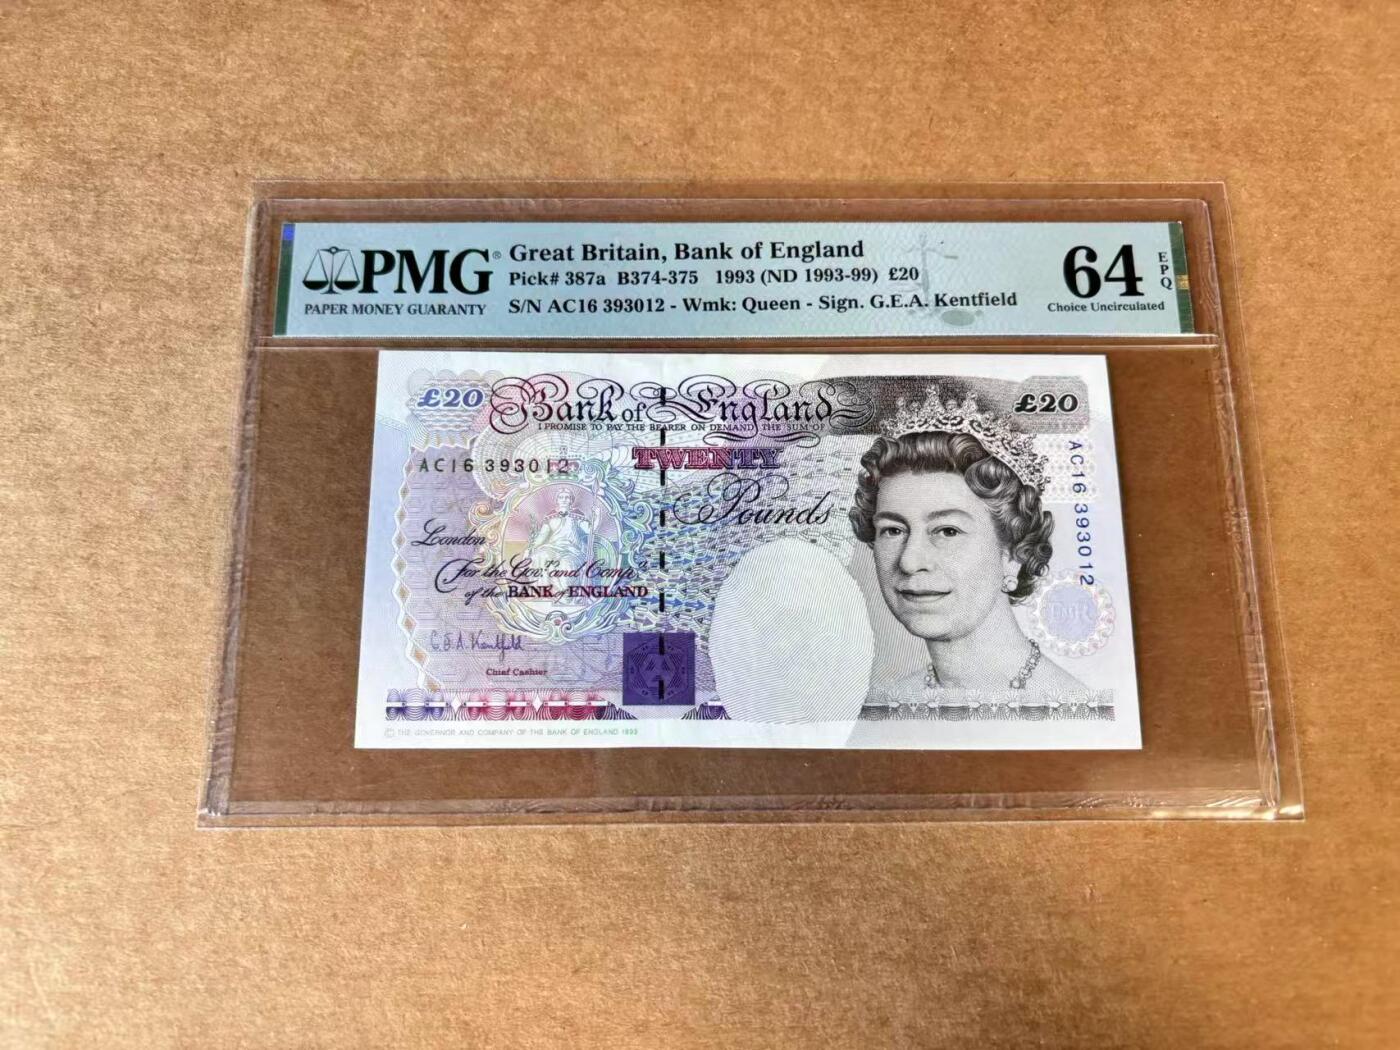 PMG®
PAPER MONEY GUARANTY
Great Britain, Bank of England
Pick# 387a B374-375 1993 (ND 1993-99) £20
S/N AC16 393012 - Wmk: Queen - Sign. G.E.A. Kentfield
64
EPQ
Choice Uncirculated
£20
Bank of England
£20
I PROMISE TO PAY THE BEARER ON DEMAND THE SUM OF
AC16 393012
TWENTY
Pounds
AC16 393012
London
For the Govr. and Compa.
of the BANK of ENGLAND
G E A. Kentfield
Chief Cashier
© THE GOVERNOR AND COMPANY OF THE BANK OF ENGLAND 1993